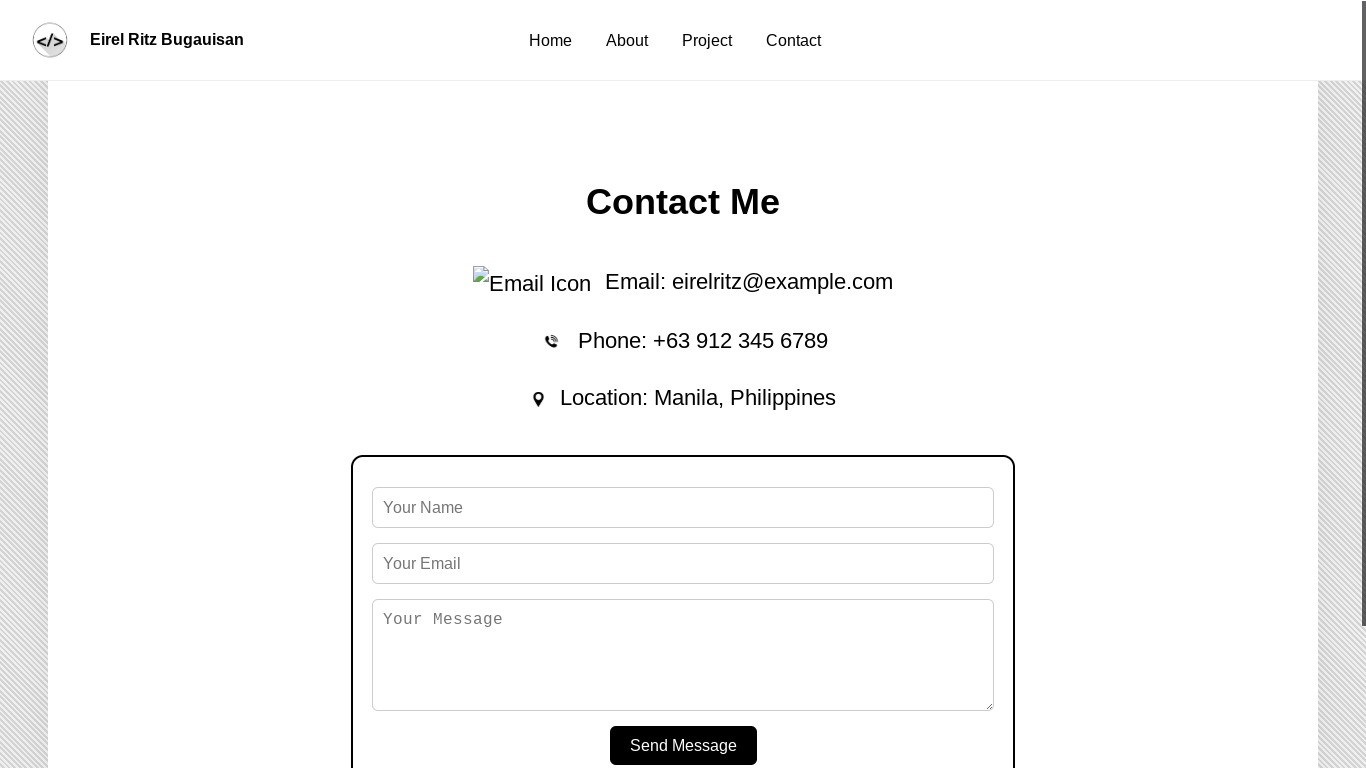 </>
Eirel Ritz Bugauisan
Home
About
Project
Contact
Contact Me
Email Icon
Email: eirelritz@example.com
Phone: +63 912 345 6789
Location: Manila, Philippines
Your Name
Your Email
Your Message
Send Message